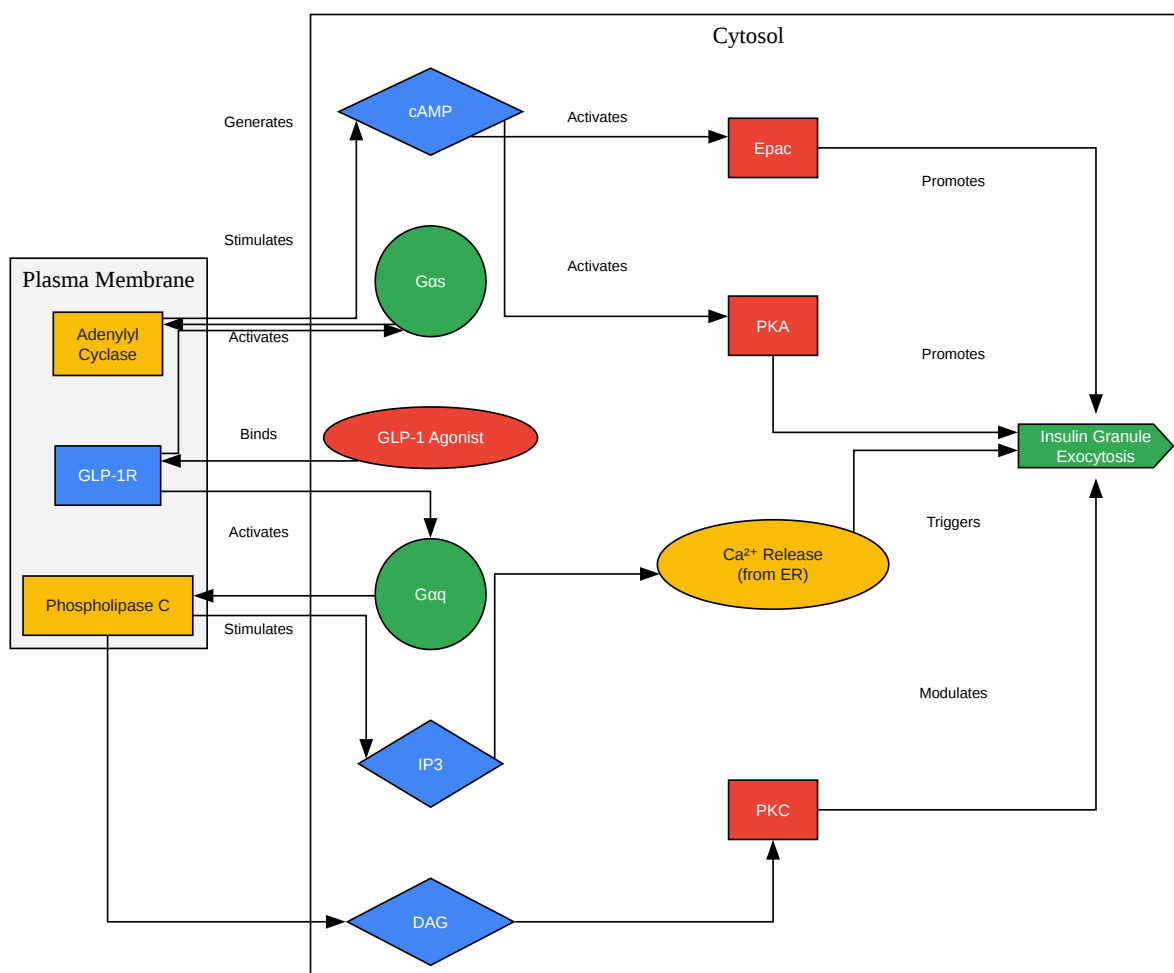 Cytosol
cAMP
Generates
Activates
Epac
Promotes
Stimulates
Plasma Membrane
Gαs
Activates
Adenylyl
Cyclase
Activates
PKA
Promotes
Binds
GLP-1 Agonist
Insulin Granule
Exocytosis
GLP-1R
Activates
Triggers
Ca²⁺ Release
(from ER)
Phospholipase C
Gαq
Stimulates
Modulates
IP3
PKC
DAG